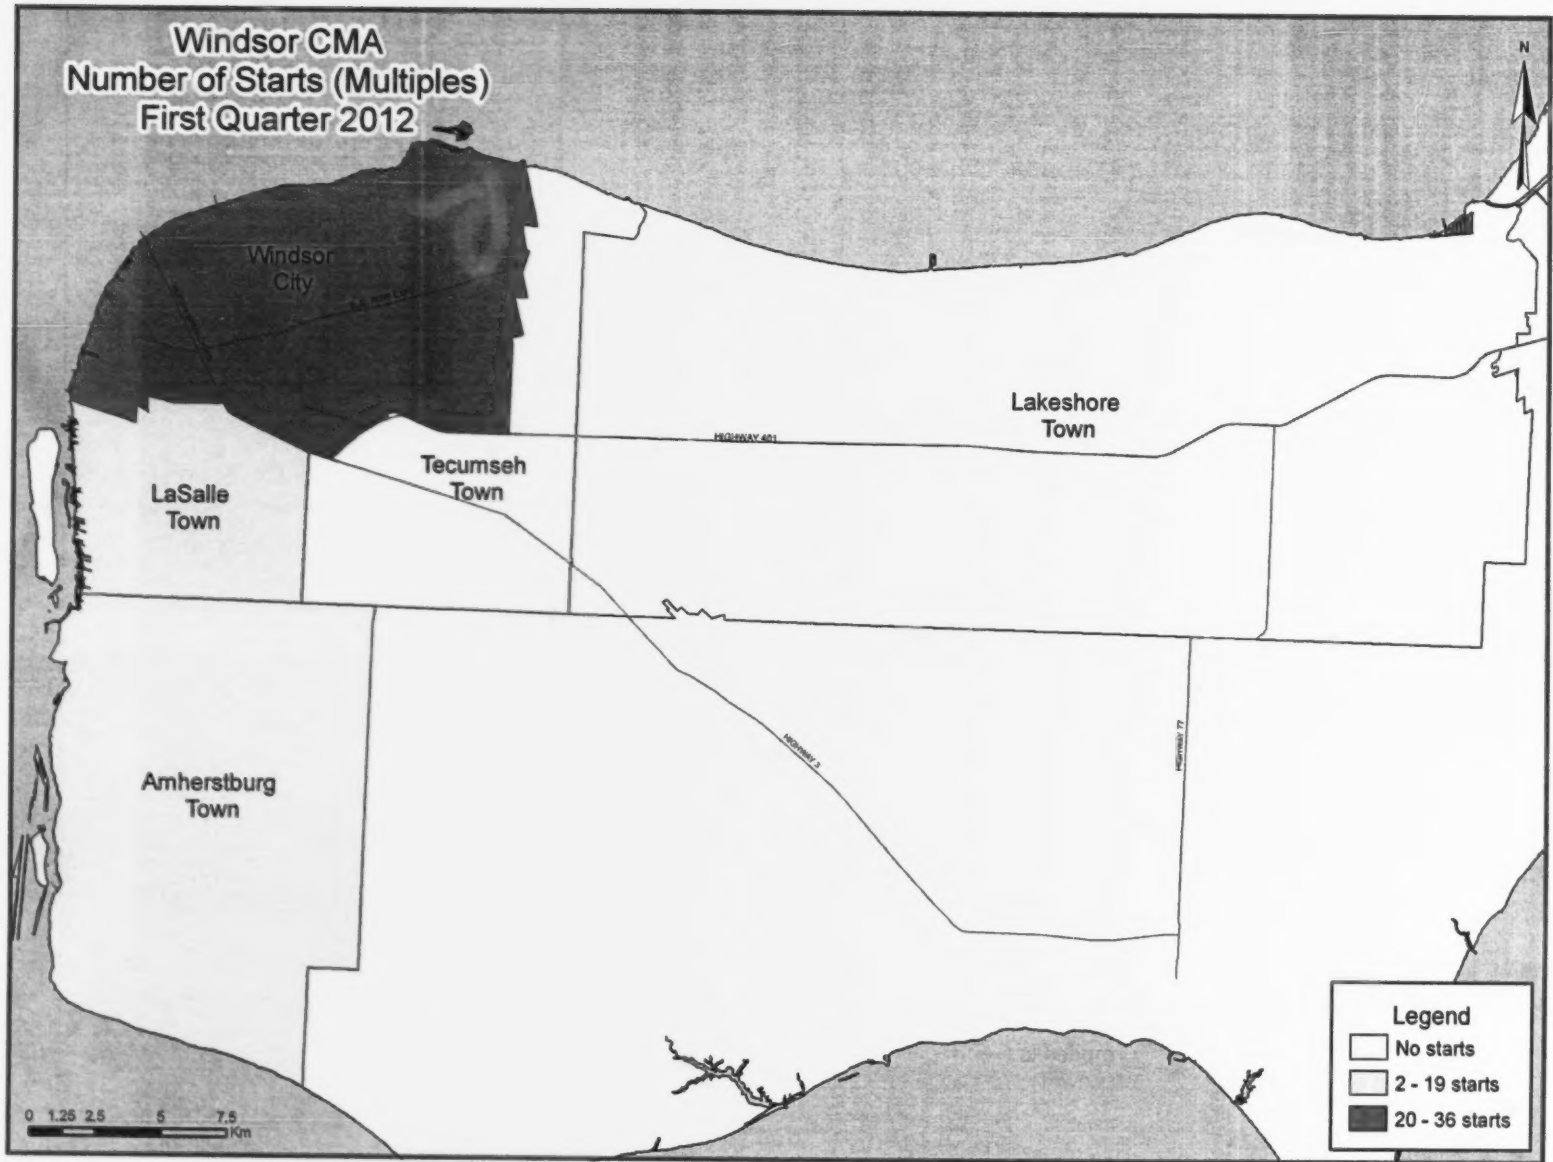 Windsor CMA
Number of Starts (Multiples)
First Quarter 2012
N
Windsor
City
Lakeshore
Town
HIGHWAY 401
Tecumseh
Town
LaSalle
Town
HIGHWAY 3
HIGHWAY 77
Amherstburg
Town
Legend
No starts
2 - 19 starts
20 - 36 starts
0 1.25 2.5 5 7.5
Km